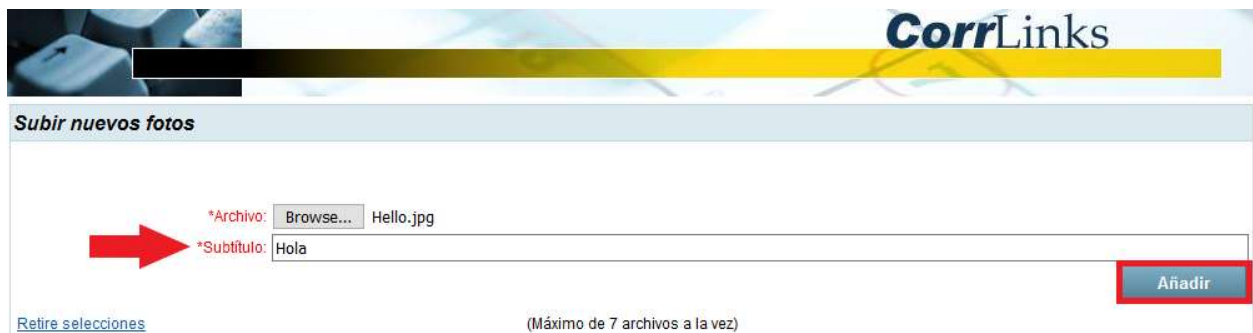 CorrLinks
Subir nuevos fotos
*Archivo: Browse... Hello.jpg
*Subtítulo: Hola
Añadir
Retire selecciones (Máximo de 7 archivos a la vez)